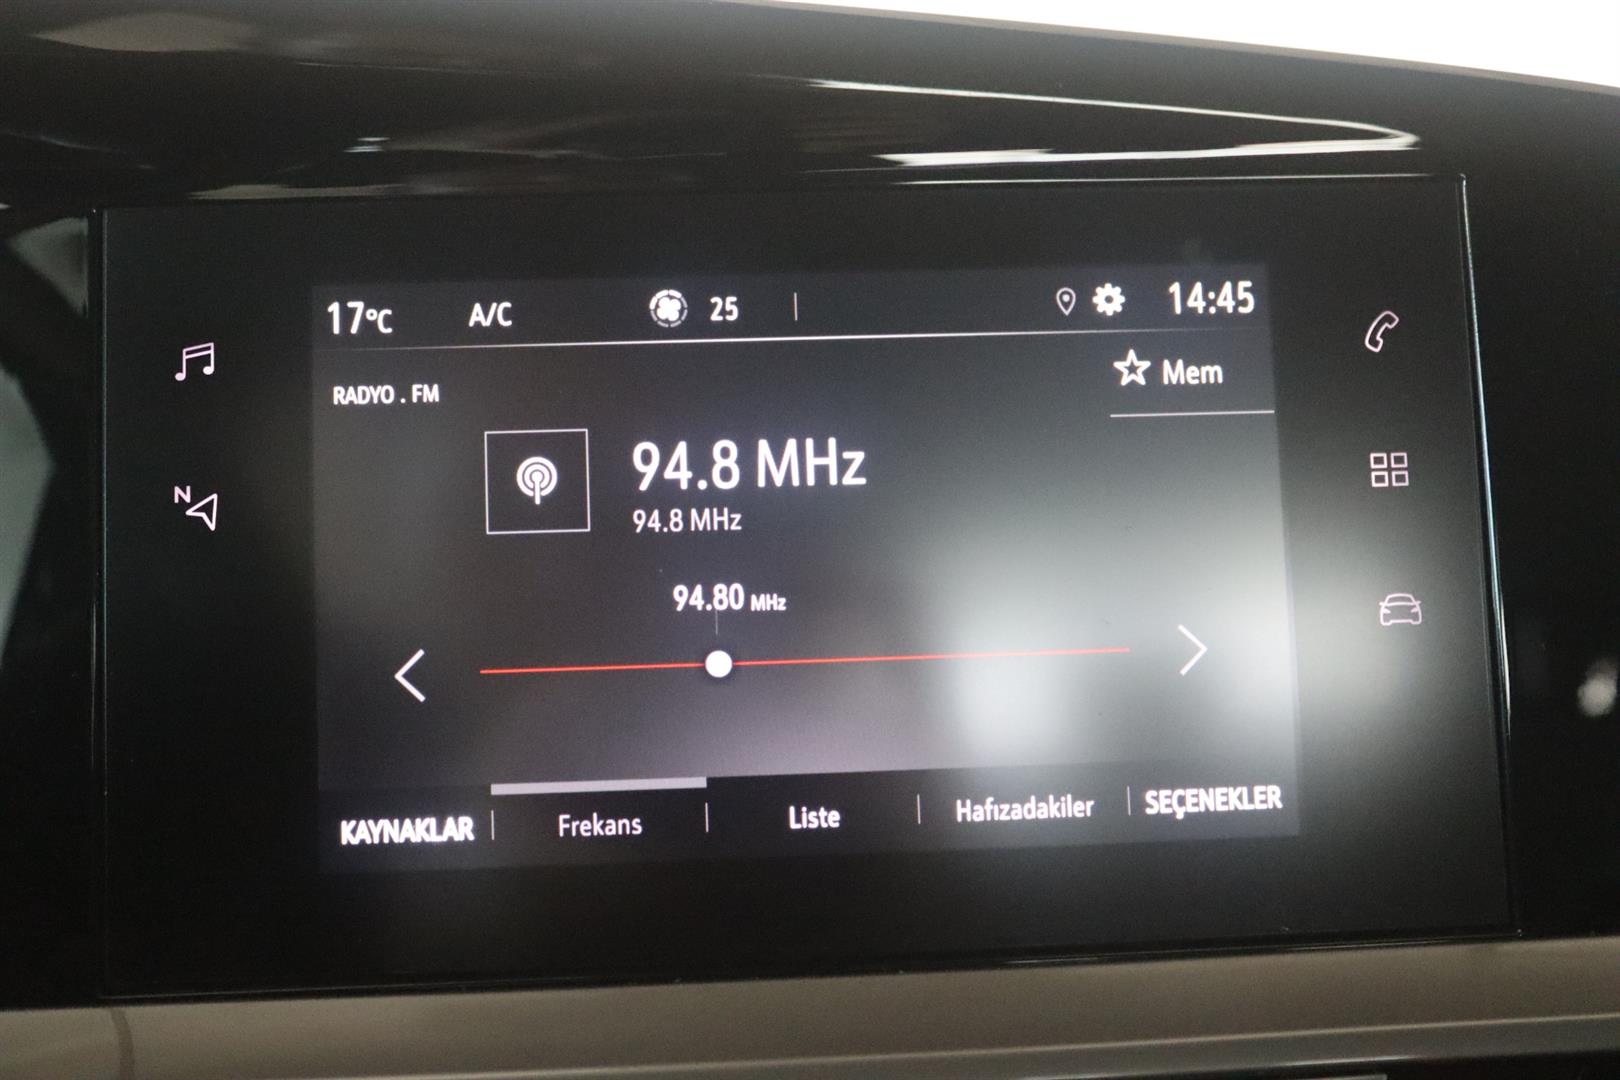 17°C A/C 25 14:45
RADYO . FM
Mem
94.8 MHz
94.8 MHz
94.80 MHz
N
KAYNAKLAR Frekans Liste Hafızadakiler SEÇENEKLER